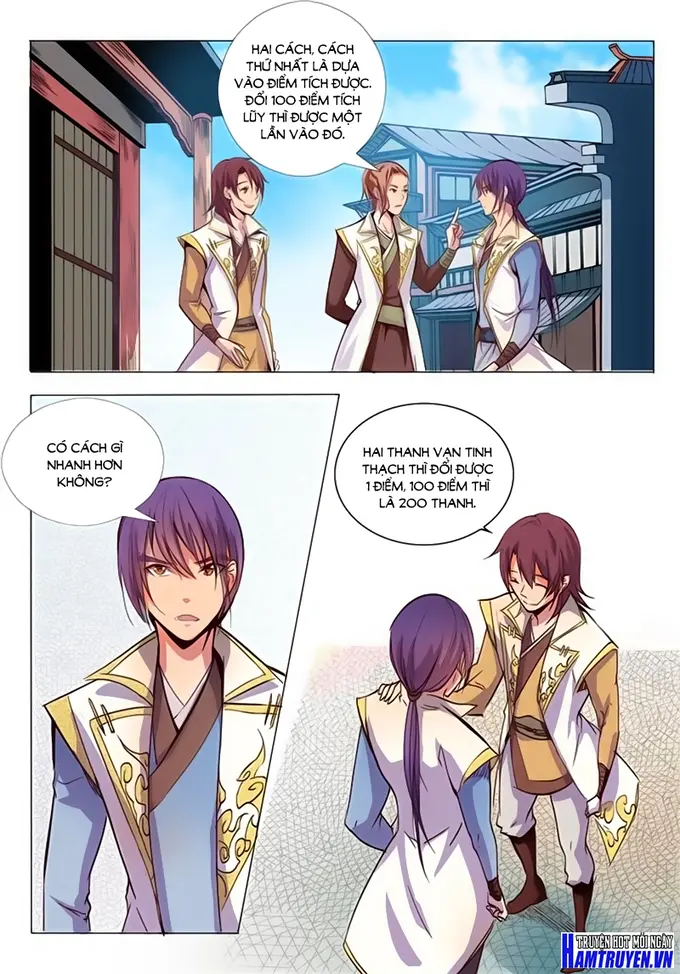 HAI CÁCH, CÁCH
THỨ NHẤT LÀ DỰA
VÀO ĐIỂM TÍCH ĐƯỢC.
ĐỔI 100 ĐIỂM TÍCH
LŨY THÌ ĐƯỢC MỘT
LẦN VÀO ĐÓ.
CÓ CÁCH GÌ
NHANH HƠN
KHÔNG?
HAI THANH VẠN TINH
THẠCH THÌ ĐỔI ĐƯỢC
1 ĐIỂM, 100 ĐIỂM THÌ
LÀ 200 THANH.
TRUYỆN HOT MỖI NGÀY
HAMTRUYEN.VN